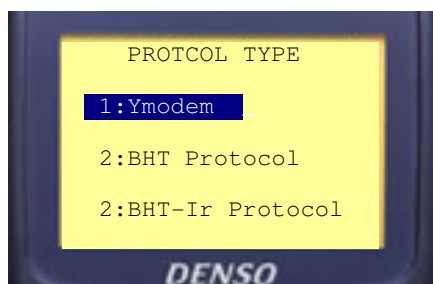 PROTCOL TYPE
1:Ymodem
2:BHT Protocol
2:BHT-Ir Protocol
DENSO